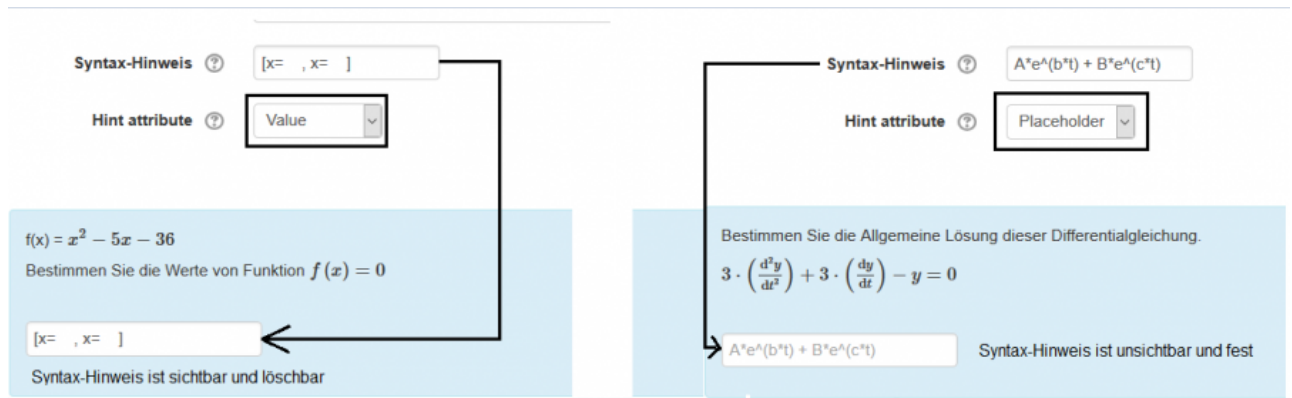 Syntax-Hinweis ? [x=   , x=   ]
Hint attribute ? Value
f(x) = x² − 5x − 36
Bestimmen Sie die Werte von Funktion f (x) = 0
[x=   , x=   ]
Syntax-Hinweis ist sichtbar und löschbar
Syntax-Hinweis ? A*e^(b*t) + B*e^(c*t)
Hint attribute ? Placeholder
Bestimmen Sie die Allgemeine Lösung dieser Differentialgleichung.
3 · (d²y/dt²) + 3 · (dy/dt) − y = 0
A*e^(b*t) + B*e^(c*t) Syntax-Hinweis ist unsichtbar und fest